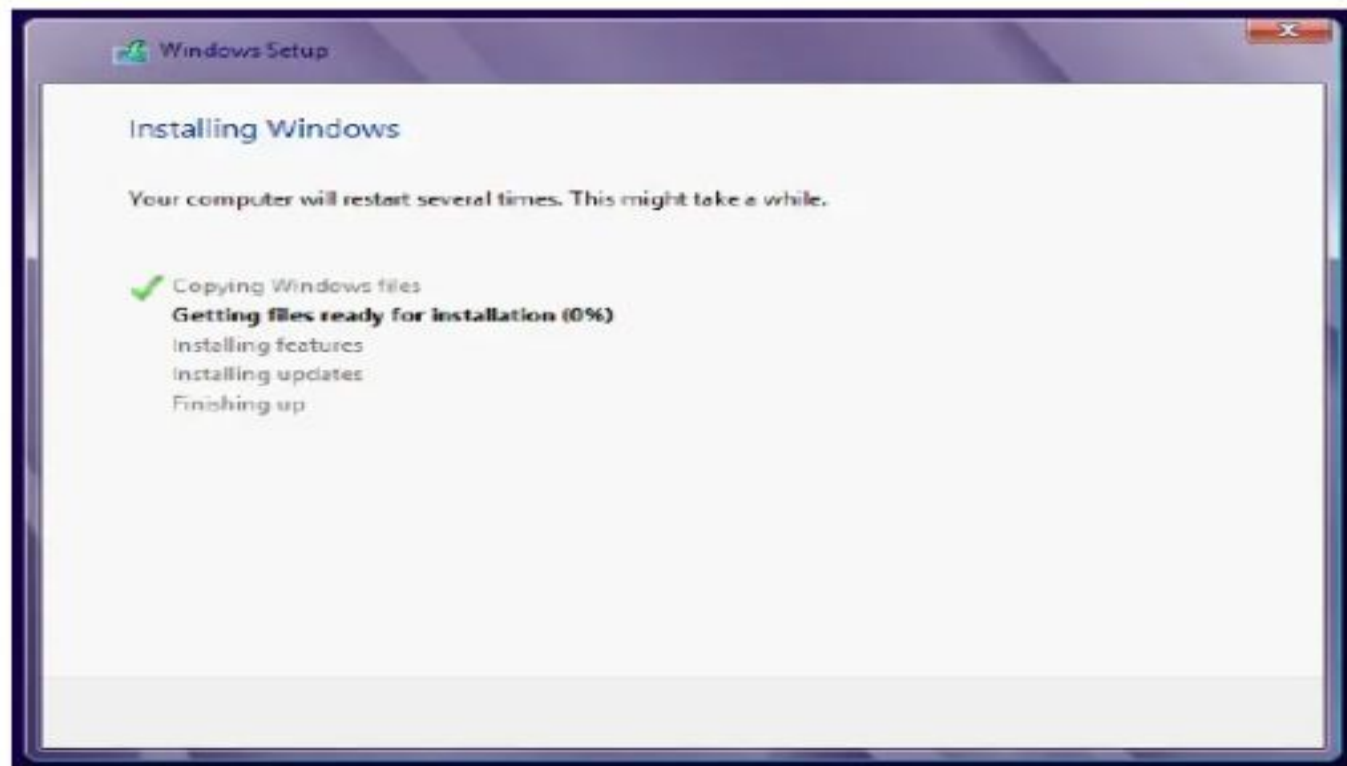 Windows Setup
Installing Windows
Your computer will restart several times. This might take a while.
Copying Windows files
Getting files ready for installation (0%)
Installing features
Installing updates
Finishing up